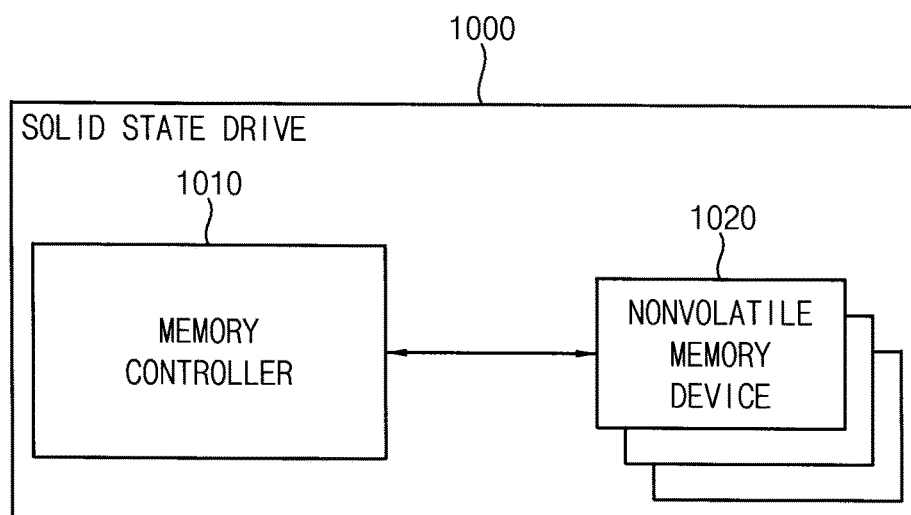 1000
SOLID STATE DRIVE
1010
1020
MEMORY
CONTROLLER
NONVOLATILE
MEMORY
DEVICE